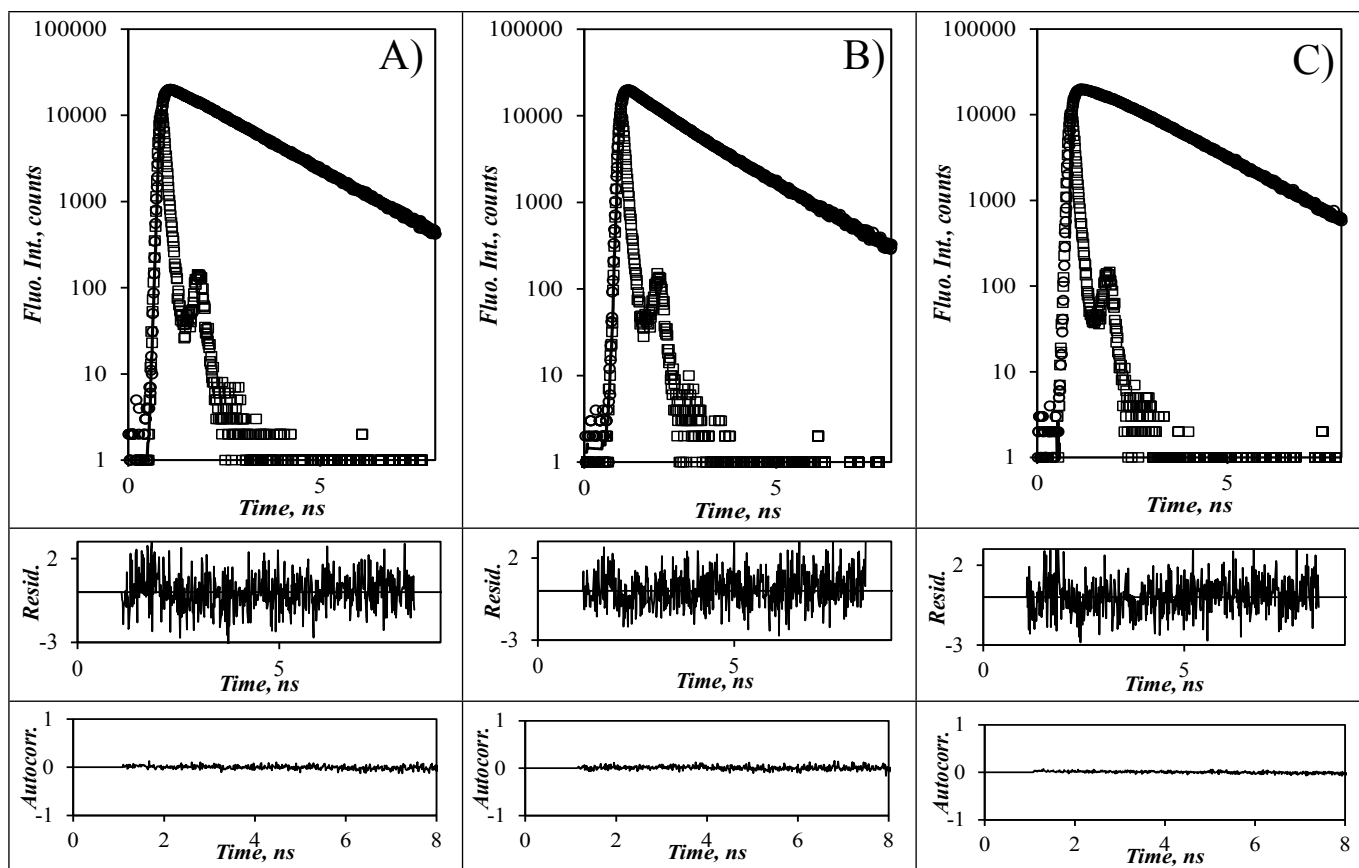 A)
100000
10000
1000
100
10
1
0
5
Fluo. Int., counts
Time, ns
B)
100000
10000
1000
100
10
1
0
5
Fluo. Int., counts
Time, ns
C)
100000
10000
1000
100
10
1
0
5
Fluo. Int., counts
Time, ns
2
-3
0
5
Resid.
Time, ns
2
-3
0
5
Resid.
Time, ns
2
-3
0
5
Resid.
Time, ns
1
0
-1
0 2 4 6 8
Autocorr.
Time, ns
1
0
-1
0 2 4 6 8
Autocorr.
Time, ns
1
0
-1
0 2 4 6 8
Autocorr.
Time, ns